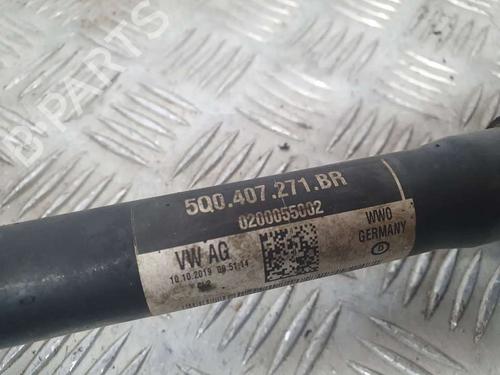 B PARTS
5Q0.407.271.BR
0200055002
VW AG
10.10.2019
WWO
GERMANY